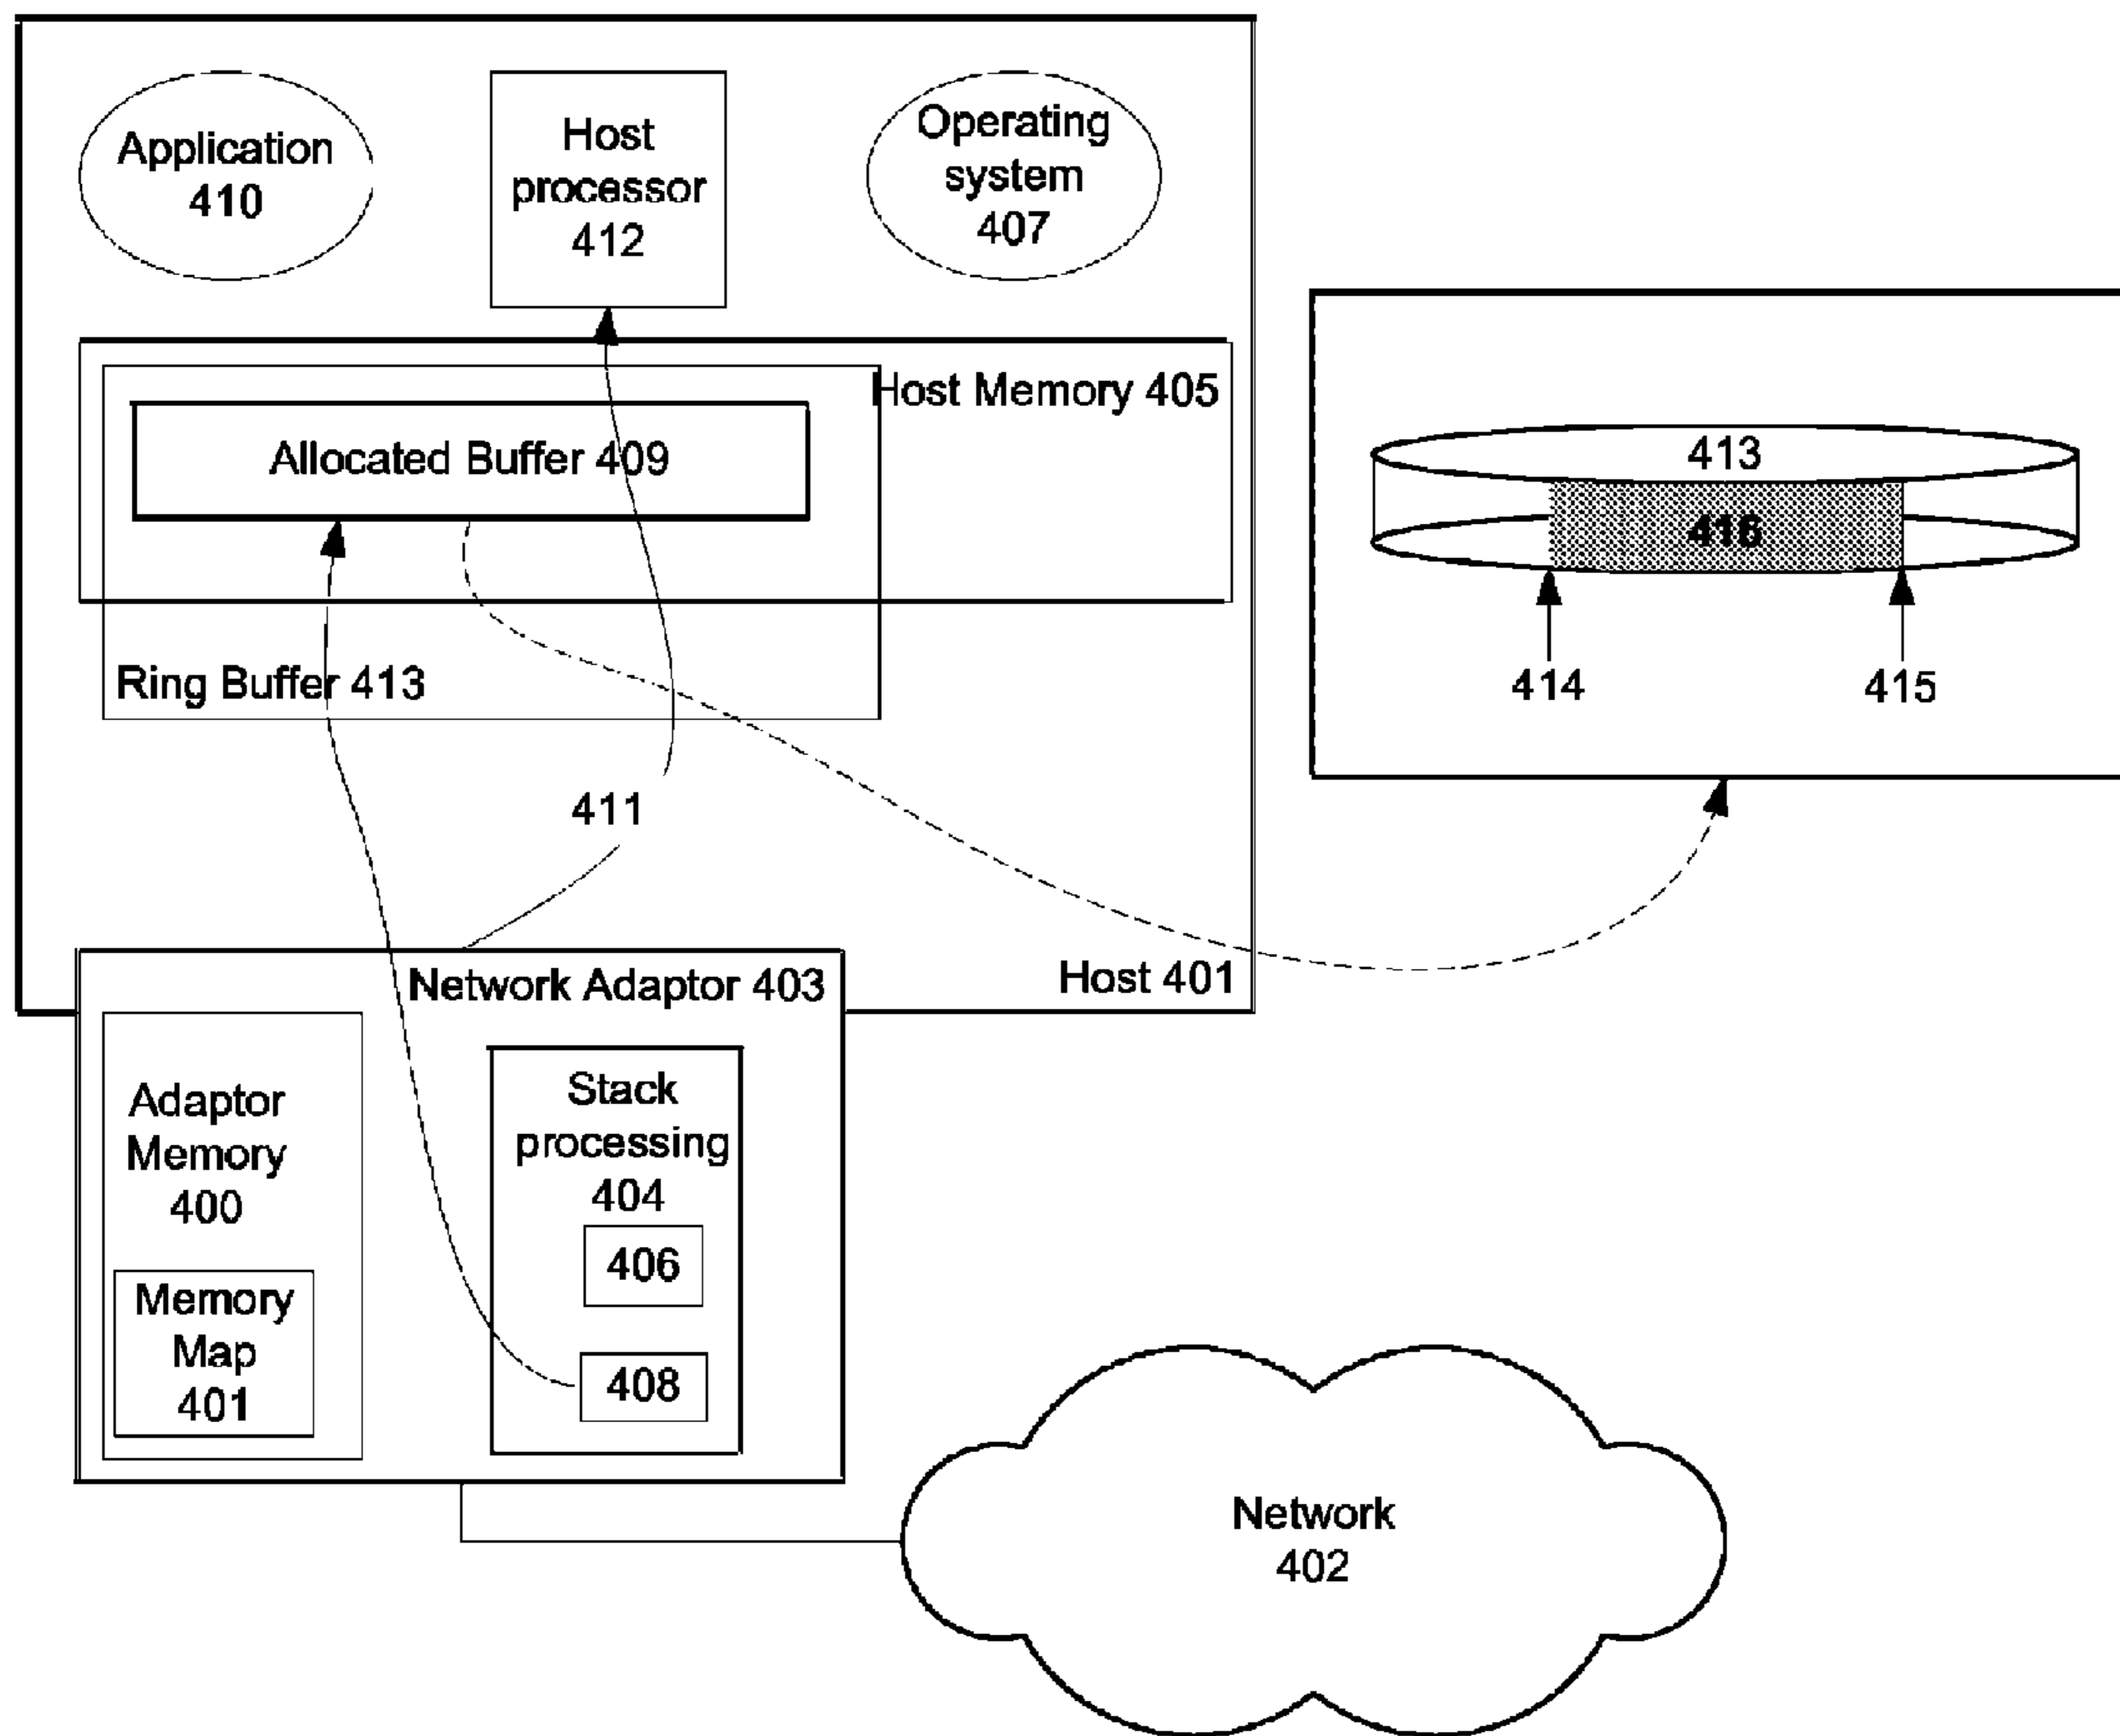 Application
410
Host
processor
412
Operating
system
407
Host Memory 405
Allocated Buffer 409
Ring Buffer 413
413
416
414
415
411
Network Adaptor 403
Host 401
Adaptor
Memory
400
Memory
Map
401
Stack
processing
404
406
408
Network
402